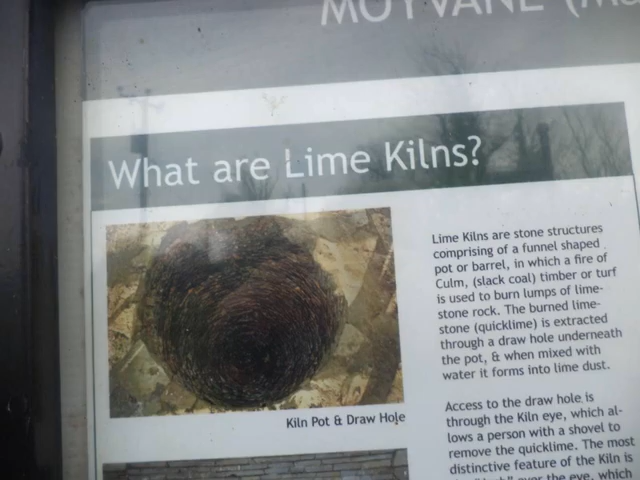 MOYVANE
What are Lime Kilns?
Lime Kilns are stone structures
comprising of a funnel shaped
pot or barrel, in which a fire of
Culm, (slack coal) timber or turf
is used to burn lumps of lime-
stone rock. The burned lime-
stone (quicklime) is extracted
through a draw hole underneath
the pot, & when mixed with
water it forms into lime dust.
Kiln Pot & Draw Hole
Access to the draw hole is
through the Kiln eye, which al-
lows a person with a shovel to
remove the quicklime. The most
distinctive feature of the Kiln is
over the eye, which